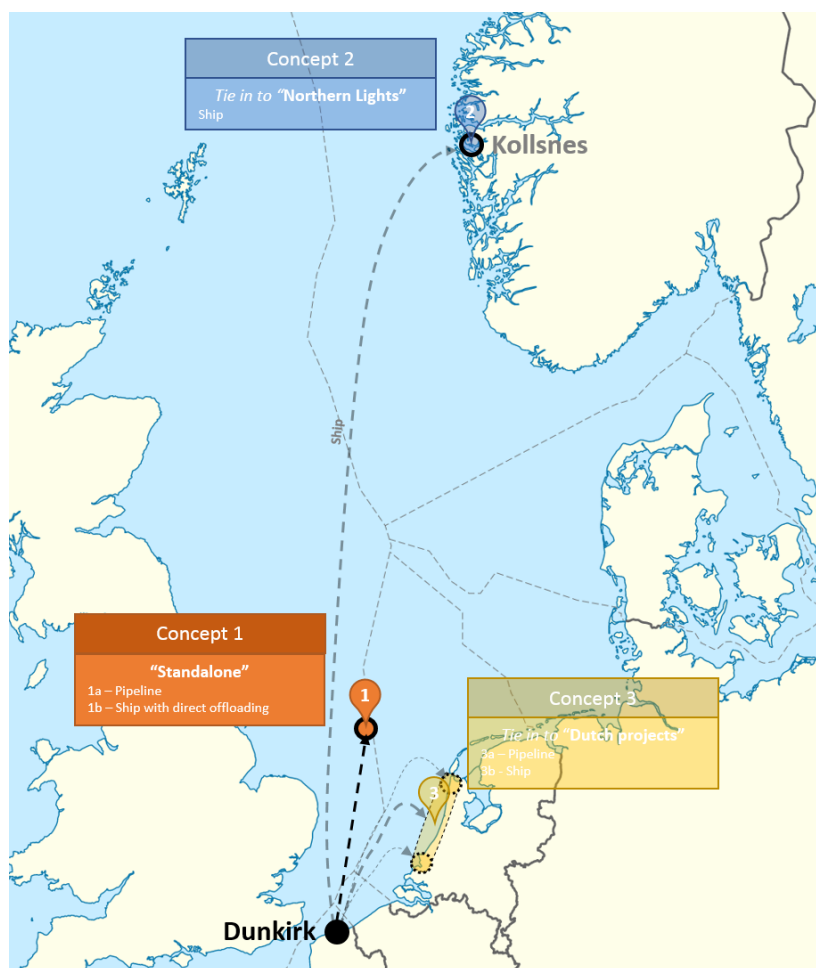 Concept 2
Tie in to “Northern Lights”
Ship
2
Kollsnes
Ship
Concept 1
“Standalone”
1a – Pipeline
1b – Ship with direct offloading
1
Concept 3
Tie in to “Dutch projects”
3a – Pipeline
3b - Ship
3
Dunkirk